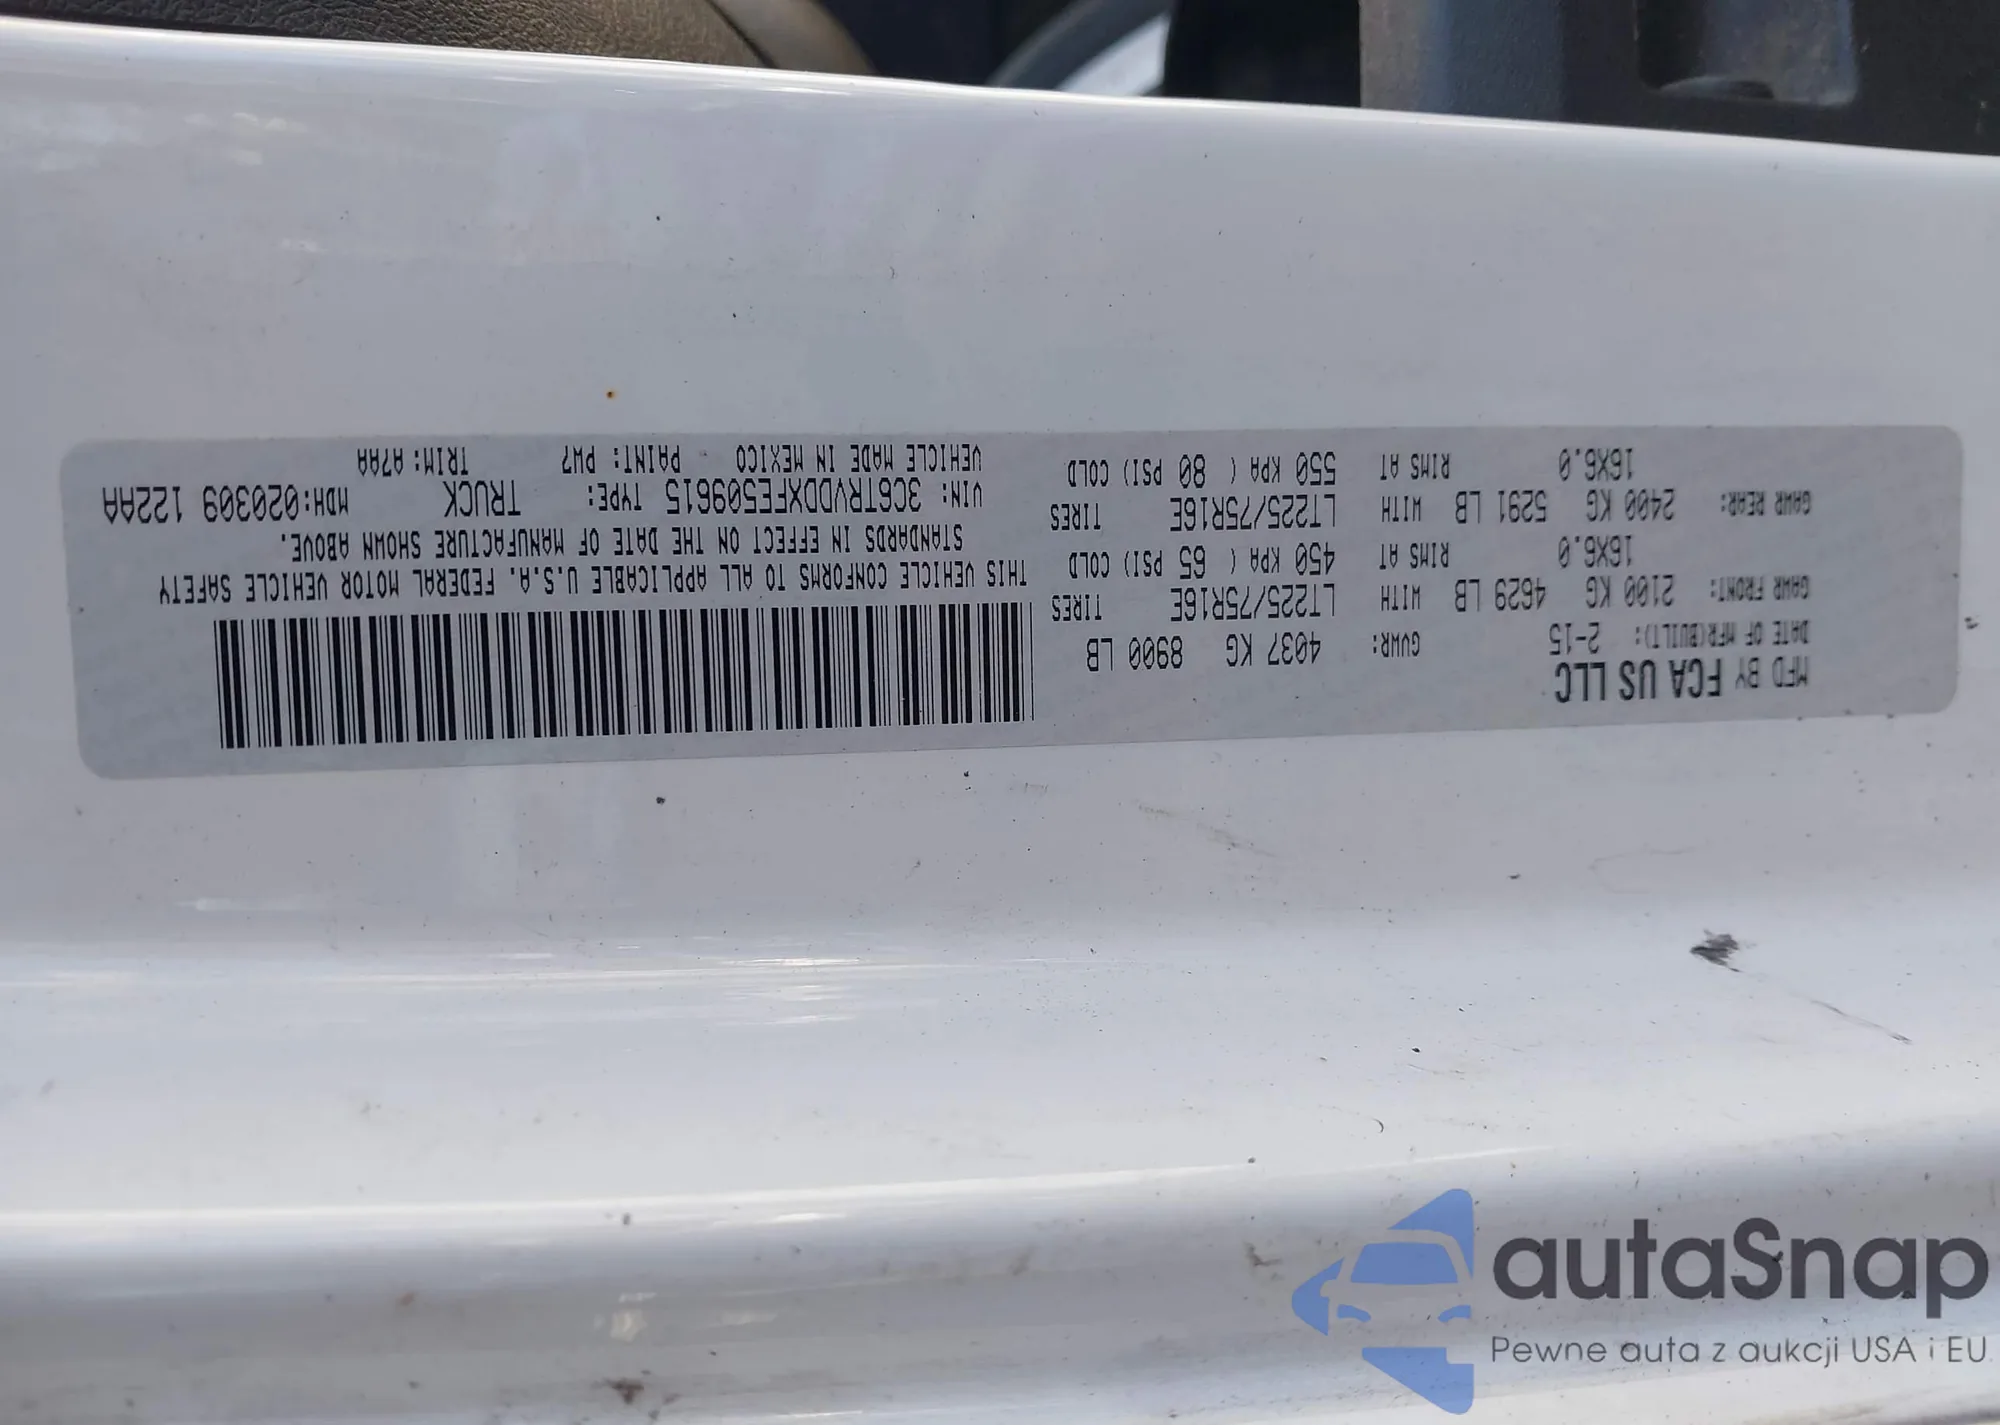 MFD BY FCA US LLC
DATE OF MFR(BUILT): 2-15 GVWR: 4037 KG 8900 LB
GAWR FRONT: 2100 KG 4629 LB WITH LT225/75R16E TIRES
16X6.0 RIMS AT 450 KPA ( 65 PSI) COLD
GAWR REAR: 2400 KG 5291 LB WITH LT225/75R16E TIRES
16X6.0 RIMS AT 550 KPA ( 80 PSI) COLD
THIS VEHICLE CONFORMS TO ALL APPLICABLE U.S.A. FEDERAL MOTOR VEHICLE SAFETY
STANDARDS IN EFFECT ON THE DATE OF MANUFACTURE SHOWN ABOVE.
VIN: 3C6TRVDDXFE509615 TYPE: TRUCK MDH:020309 122AA
VEHICLE MADE IN MEXICO PAINT: PW7 TRIM: A7AA
autaSnap
Pewne auta z aukcji USA i EU